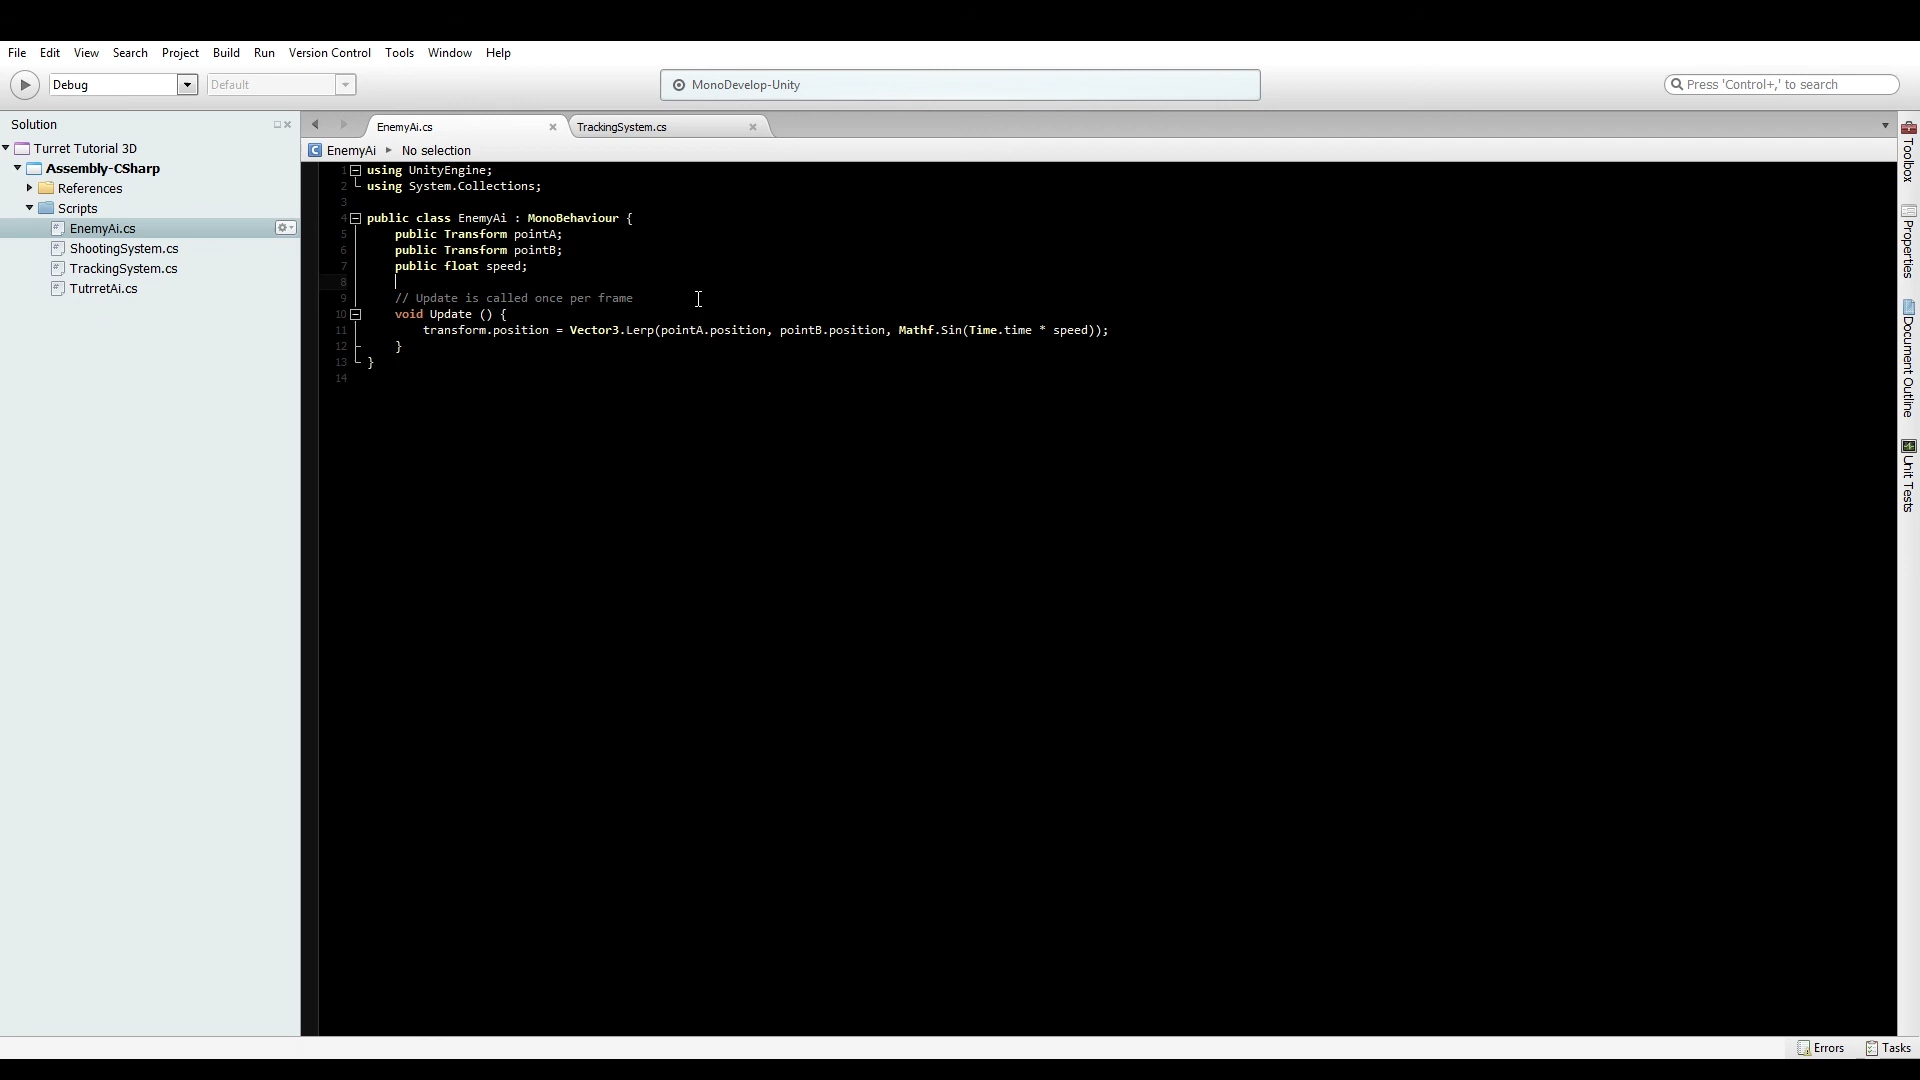 File Edit View Search Project Build Run Version Control Tools Window Help
Debug Default MonoDevelop-Unity Press 'Control+,' to search
Solution
Turret Tutorial 3D
Assembly-CSharp
References
Scripts
EnemyAi.cs
ShootingSystem.cs
TrackingSystem.cs
TutrretAi.cs
EnemyAi.cs TrackingSystem.cs
EnemyAi No selection
1 using UnityEngine;
2 using System.Collections;
3
4 public class EnemyAi : MonoBehaviour {
5 public Transform pointA;
6 public Transform pointB;
7 public float speed;
8
9 // Update is called once per frame
10 void Update () {
11 transform.position = Vector3.Lerp(pointA.position, pointB.position, Mathf.Sin(Time.time * speed));
12 }
13 }
14
Toolbox
Properties
Document Outline
Unit Tests
Errors Tasks